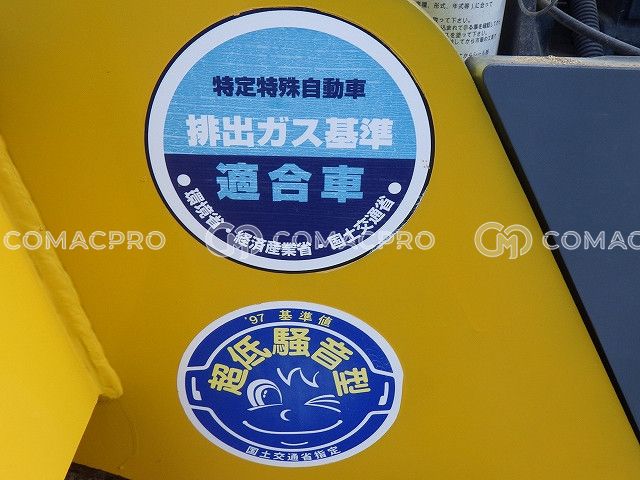 特定特殊自動車
排出ガス基準
適合車
環境省・経済産業省・国土交通省
'97 基準値
超低騒音型
国土交通省指定
COMACPRO
COMACPRO
COMACP